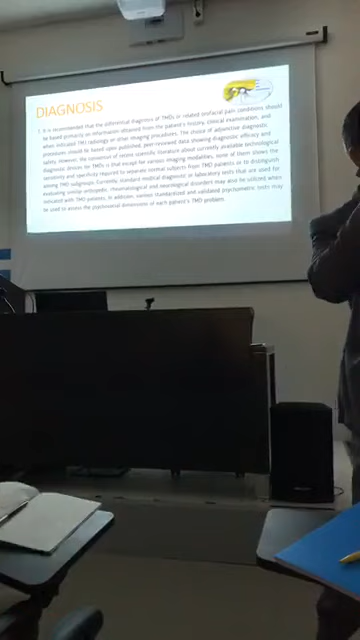 DIAGNOSIS
1. It is recommended that the differential diagnosis of TMDs or related orofacial pain conditions should
be based primarily on information obtained from the patient's history, clinical examination, and
when indicated TMJ radiology or other imaging procedures. The choice of adjunctive diagnostic
procedures should be based upon published, peer-reviewed data showing diagnostic efficacy and
safety. However, the consensus of recent scientific literature about currently available technological
diagnostic devices for TMDs is that except for various imaging modalities, none of them shows the
sensitivity and specificity required to separate normal subjects from TMD patients or to distinguish
among TMD subgroups. Currently, standard medical diagnostic or laboratory tests that are used for
evaluating similar orthopedic, rheumatological and neurological disorders may also be utilized when
indicated with TMD patients. In addition, various standardized and validated psychometric tests may
be used to assess the psychosocial dimensions of each patient's TMD problem.